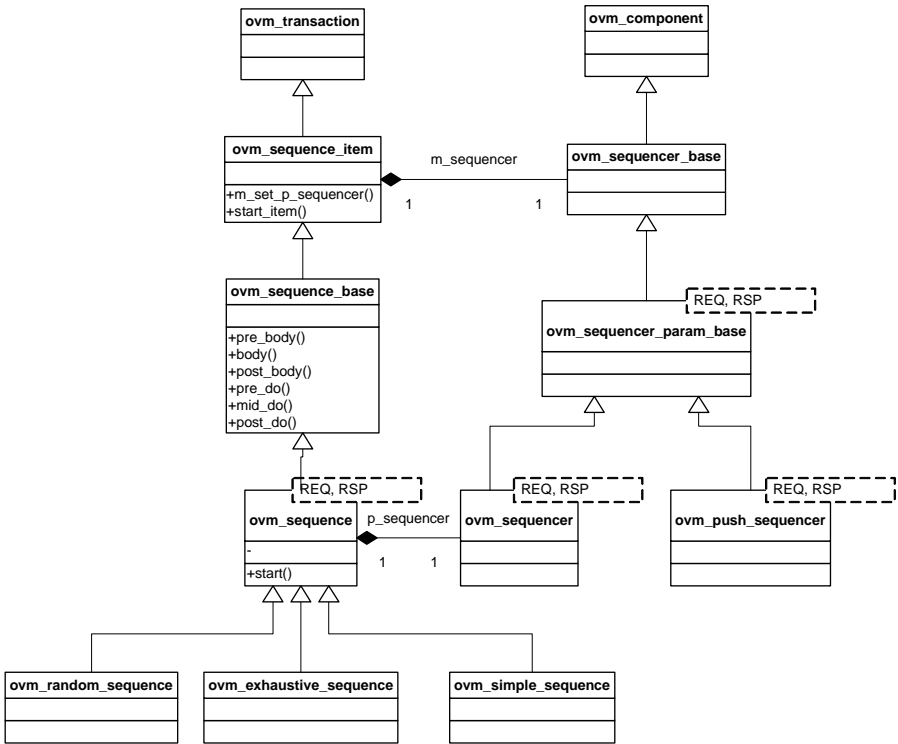 ovm_transaction
ovm_component
ovm_sequence_item
+m_set_p_sequencer()
+start_item()
m_sequencer
1
1
ovm_sequencer_base
ovm_sequence_base
+pre_body()
+body()
+post_body()
+pre_do()
+mid_do()
+post_do()
REQ, RSP
ovm_sequencer_param_base
REQ, RSP
ovm_sequence
-
+start()
p_sequencer
1
1
REQ, RSP
ovm_sequencer
REQ, RSP
ovm_push_sequencer
ovm_random_sequence
ovm_exhaustive_sequence
ovm_simple_sequence